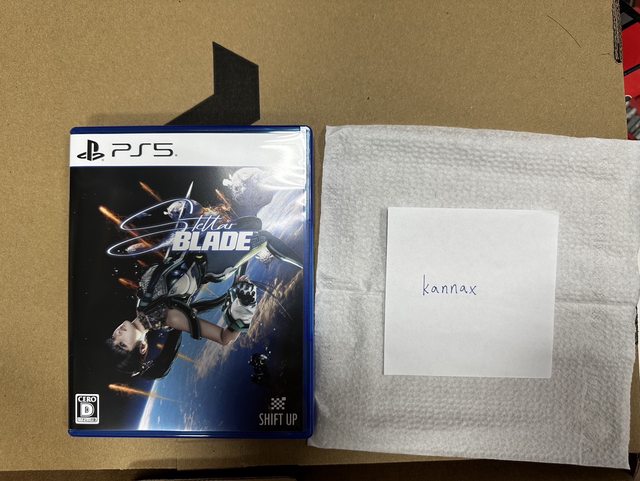 PS5
Stellar
BLADE
CERO
D
SHIFT UP
kannax